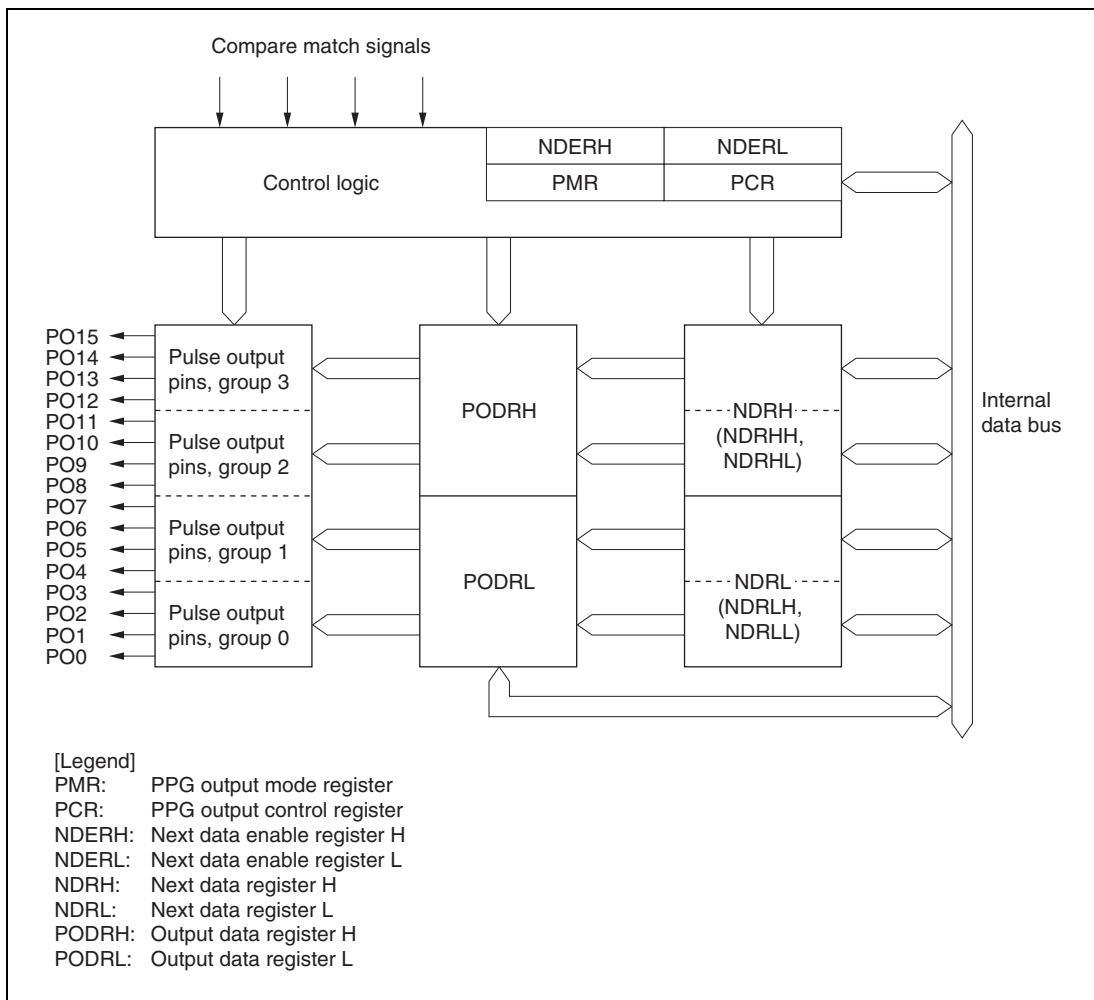 Compare match signals
NDERH
NDERL
Control logic
PMR
PCR
PO15
PO14
PO13
PO12
PO11
PO10
PO9
PO8
PO7
PO6
PO5
PO4
PO3
PO2
PO1
PO0
Pulse output
pins, group 3
Pulse output
pins, group 2
Pulse output
pins, group 1
Pulse output
pins, group 0
PODRH
PODRL
NDRH
(NDRHH,
NDRHL)
NDRL
(NDRLH,
NDRLL)
Internal
data bus
[Legend]
PMR: PPG output mode register
PCR: PPG output control register
NDERH: Next data enable register H
NDERL: Next data enable register L
NDRH: Next data register H
NDRL: Next data register L
PODRH: Output data register H
PODRL: Output data register L